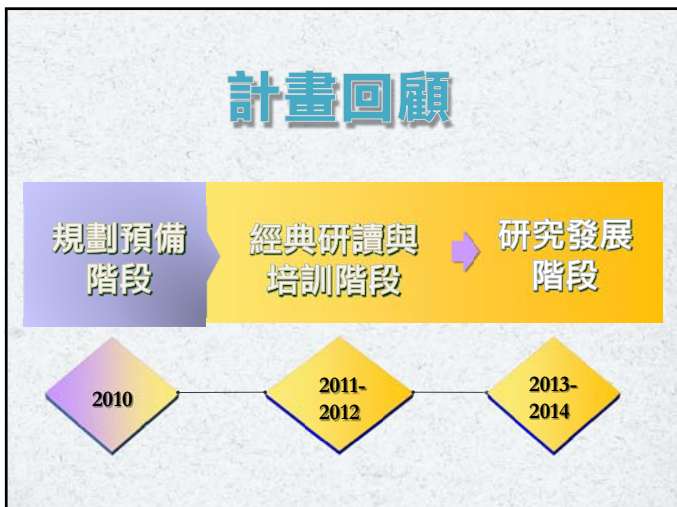 計畫回顧
規劃預備
階段
經典研讀與
培訓階段
研究發展
階段
2010
2011-
2012
2013-
2014